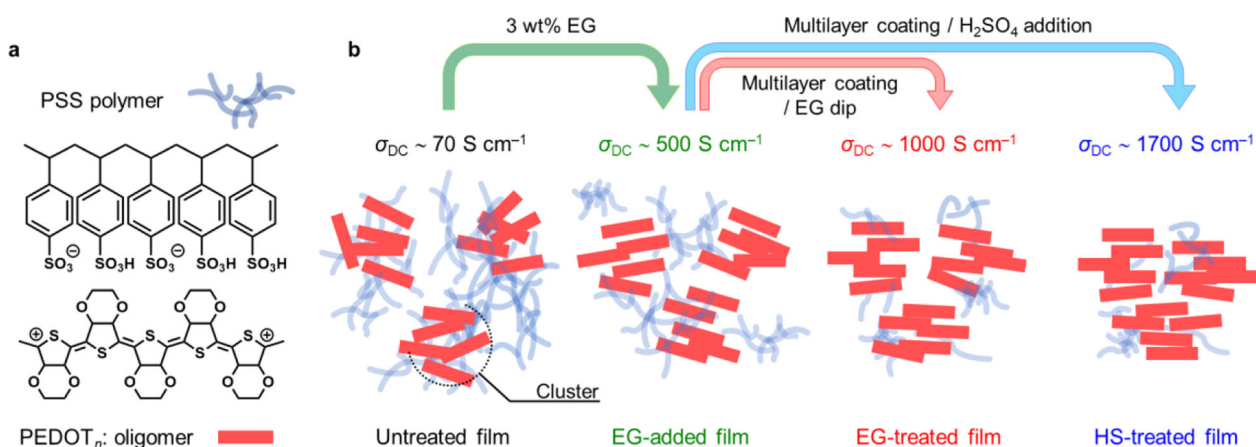 a
PSS polymer
SO₃⊖ SO₃H SO₃⊖ SO₃H SO₃H
O O O O
⊕ S S ⊕
S S S
O O O O O O
PEDOTₙ: oligomer
b
3 wt% EG
Multilayer coating / H₂SO₄ addition
Multilayer coating
/ EG dip
σDC ~ 70 S cm⁻¹
σDC ~ 500 S cm⁻¹
σDC ~ 1000 S cm⁻¹
σDC ~ 1700 S cm⁻¹
Cluster
Untreated film
EG-added film
EG-treated film
HS-treated film